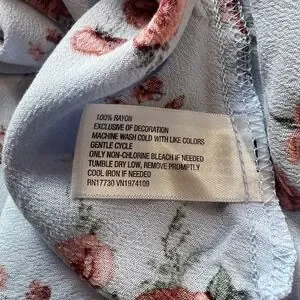 100% RAYON
EXCLUSIVE OF DECORATION
MACHINE WASH COLD WITH LIKE COLORS
GENTLE CYCLE
ONLY NON-CHLORINE BLEACH IF NEEDED
TUMBLE DRY LOW, REMOVE PROMPTLY
COOL IRON IF NEEDED
RN17730 VN1974109